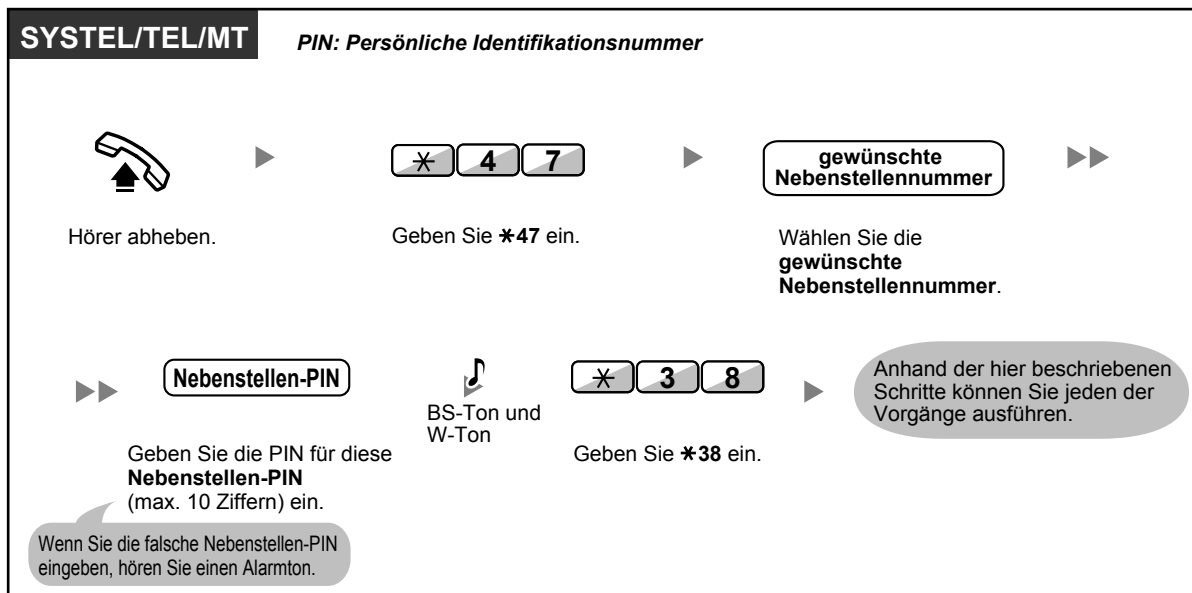 SYSTEL/TEL/MT
PIN: Persönliche Identifikationsnummer
* 4 7
gewünschte
Nebenstellennummer
Hörer abheben.
Geben Sie *47 ein.
Wählen Sie die
gewünschte
Nebenstellennummer.
Nebenstellen-PIN
BS-Ton und
W-Ton
* 3 8
Anhand der hier beschriebenen
Schritte können Sie jeden der
Vorgänge ausführen.
Geben Sie die PIN für diese
Nebenstellen-PIN
(max. 10 Ziffern) ein.
Geben Sie *38 ein.
Wenn Sie die falsche Nebenstellen-PIN
eingeben, hören Sie einen Alarmton.